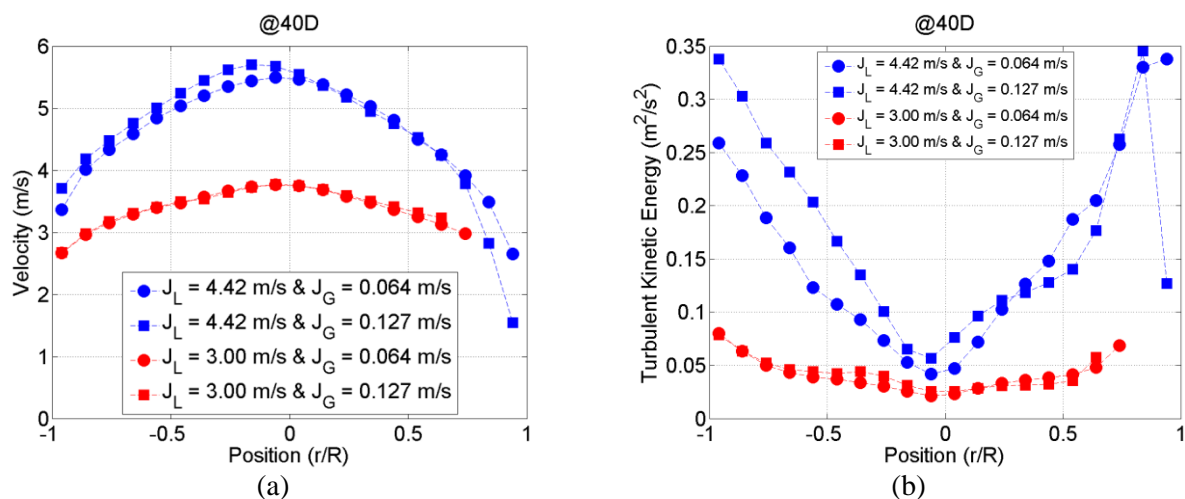 @40D
6
5
4
3
2
1
0
Velocity (m/s)
J_L = 4.42 m/s & J_G = 0.064 m/s
J_L = 4.42 m/s & J_G = 0.127 m/s
J_L = 3.00 m/s & J_G = 0.064 m/s
J_L = 3.00 m/s & J_G = 0.127 m/s
-1 -0.5 0 0.5 1
Position (r/R)
(a)
@40D
0.35
0.3
0.25
0.2
0.15
0.1
0.05
0
Turbulent Kinetic Energy (m²/s²)
J_L = 4.42 m/s & J_G = 0.064 m/s
J_L = 4.42 m/s & J_G = 0.127 m/s
J_L = 3.00 m/s & J_G = 0.064 m/s
J_L = 3.00 m/s & J_G = 0.127 m/s
-1 -0.5 0 0.5 1
Position (r/R)
(b)